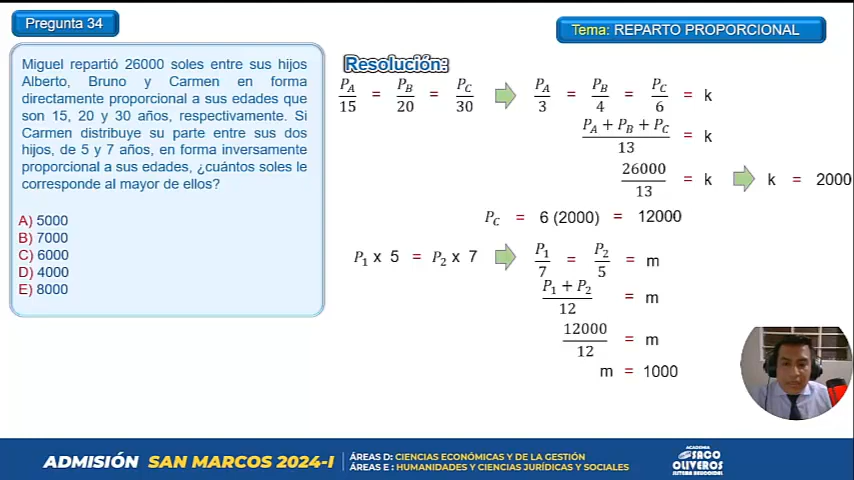 Pregunta 34
Tema: REPARTO PROPORCIONAL
Miguel repartió 26000 soles entre sus hijos
Alberto, Bruno y Carmen en forma
directamente proporcional a sus edades que
son 15, 20 y 30 años, respectivamente. Si
Carmen distribuye su parte entre sus dos
hijos, de 5 y 7 años, en forma inversamente
proporcional a sus edades, ¿cuántos soles le
corresponde al mayor de ellos?
A) 5000
B) 7000
C) 6000
D) 4000
E) 8000
Resolución:
P_A/15 = P_B/20 = P_C/30 P_A/3 = P_B/4 = P_C/6 = k
(P_A + P_B + P_C)/13 = k
26000/13 = k k = 2000
P_C = 6 (2000) = 12000
P_1 x 5 = P_2 x 7 P_1/7 = P_2/5 = m
(P_1 + P_2)/12 = m
12000/12 = m
m = 1000
ADMISIÓN SAN MARCOS 2024-I
ÁREAS D: CIENCIAS ECONÓMICAS Y DE LA GESTIÓN
ÁREAS E : HUMANIDADES Y CIENCIAS JURÍDICAS Y SOCIALES
ACADEMIA
SACO
OLIVEROS
SISTEMA HELICOIDAL